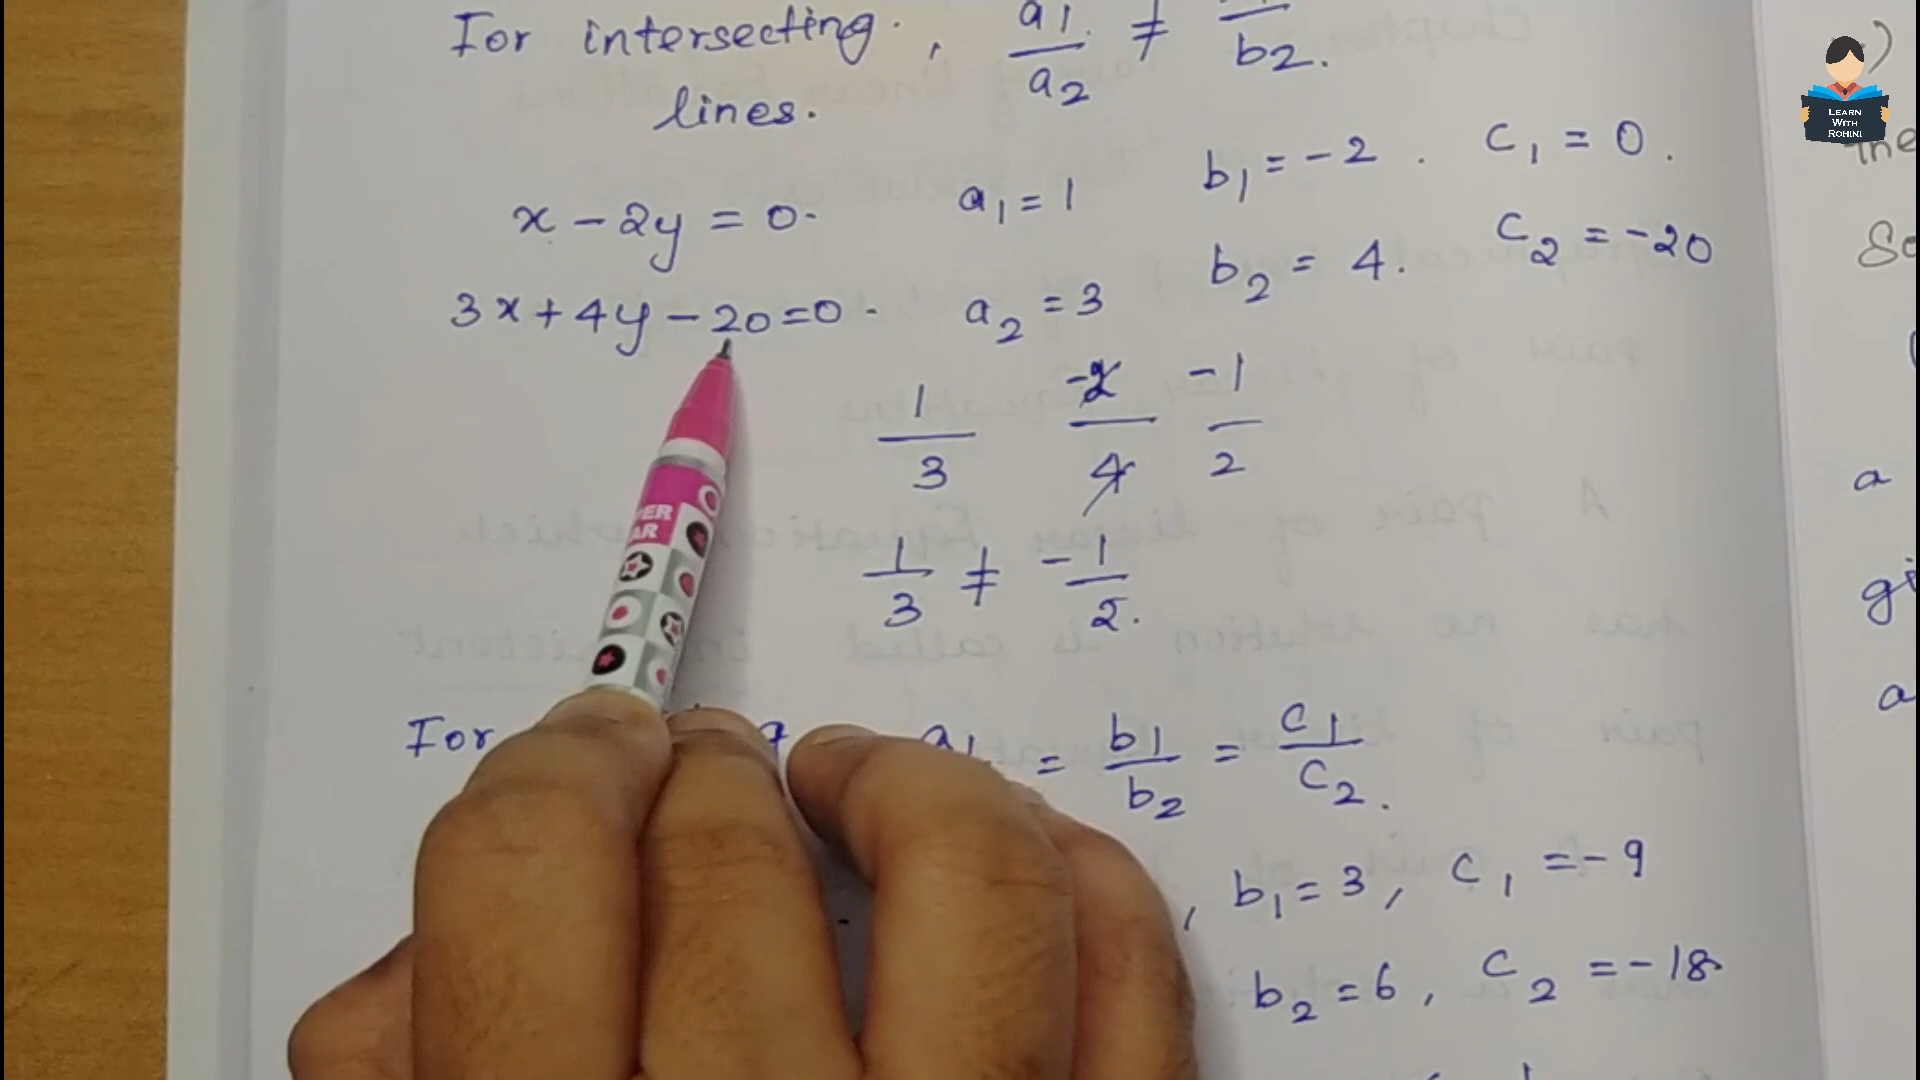 For intersecting. , a1/a2 ≠ /b2.
lines.
x - 2y = 0. a1 = 1 b1 = -2 . c1 = 0.
3x + 4y - 20 = 0. a2 = 3 b2 = 4. c2 = -20
1/3 -2/4 -1/2
1/3 ≠ -1/2.
For = b1/b2 = c1/c2.
, b1 = 3, c1 = -9
b2 = 6, c2 = -18
a
a
LEARN
WITH
ROHINI